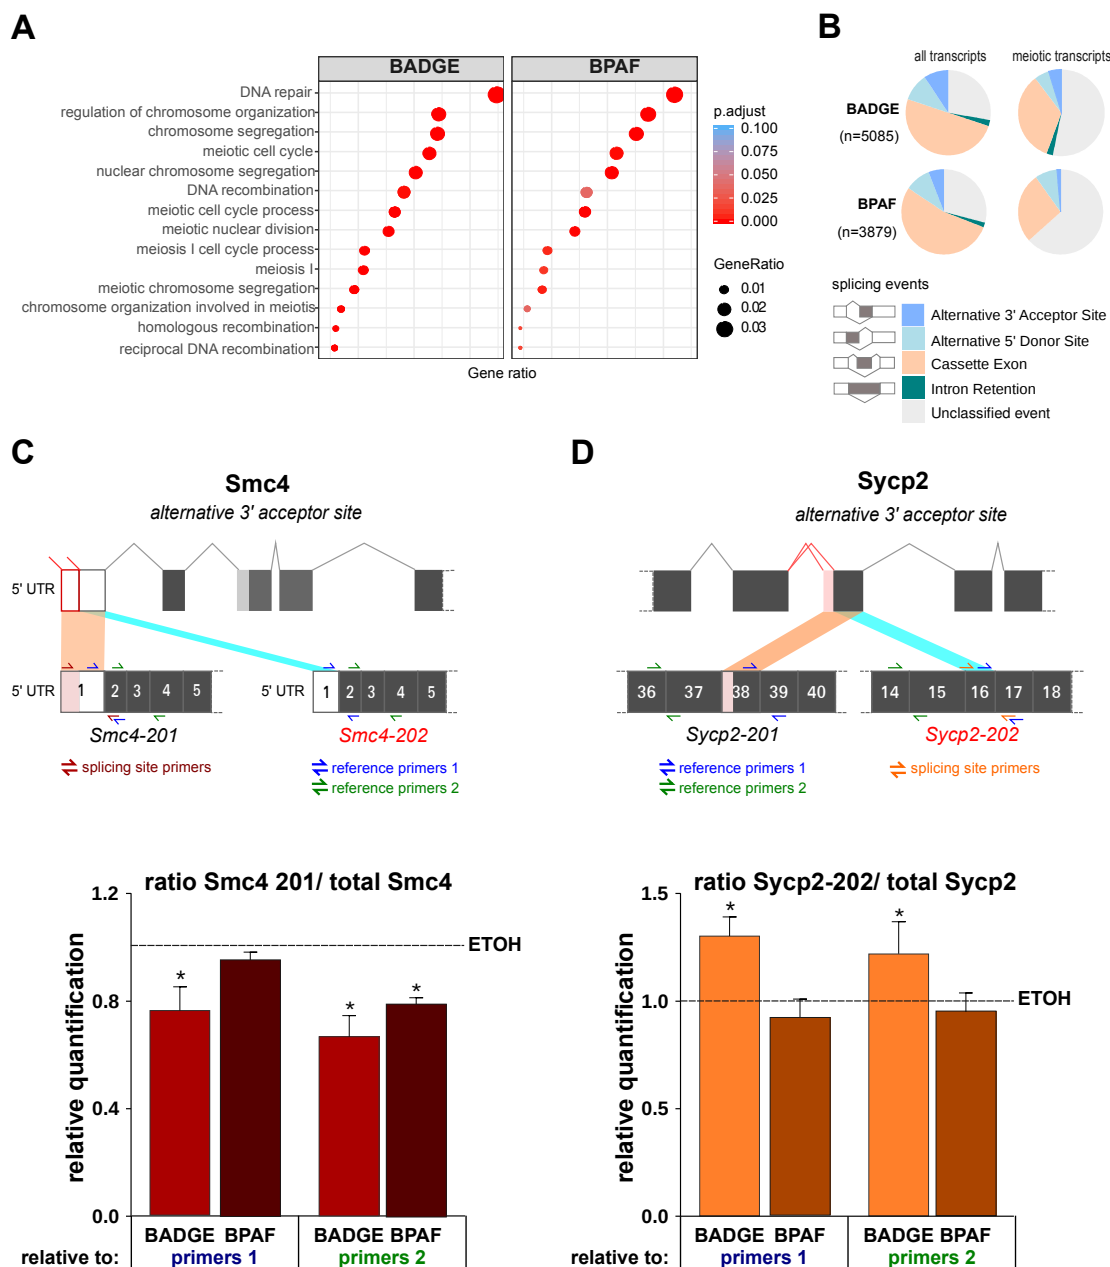 A
BADGE
BPAF
DNA repair
regulation of chromosome organization
chromosome segregation
meiotic cell cycle
nuclear chromosome segregation
DNA recombination
meiotic cell cycle process
meiotic nuclear division
meiosis I cell cycle process
meiosis I
meiotic chromosome segregation
chromosome organization involved in meiotis
homologous recombination
reciprocal DNA recombination
Gene ratio
p.adjust
0.100
0.075
0.050
0.025
0.000
GeneRatio
0.01
0.02
0.03
B
all transcripts
meiotic transcripts
BADGE
(n=5085)
BPAF
(n=3879)
splicing events
Alternative 3' Acceptor Site
Alternative 5' Donor Site
Cassette Exon
Intron Retention
Unclassified event
C
Smc4
alternative 3' acceptor site
5' UTR
5' UTR
1 2 3 4 5
5' UTR
1 2 3 4 5
Smc4-201
Smc4-202
splicing site primers
reference primers 1
reference primers 2
D
Sycp2
alternative 3' acceptor site
36 37 38 39 40
14 15 16 17 18
Sycp2-201
Sycp2-202
reference primers 1
reference primers 2
splicing site primers
ratio Smc4 201/ total Smc4
relative quantification
1.2
0.8
0.4
0.0
ETOH
*
*
*
BADGE BPAF
BADGE BPAF
relative to:
primers 1
primers 2
ratio Sycp2-202/ total Sycp2
relative quantification
1.5
1.0
0.5
0.0
ETOH
*
*
BADGE BPAF
BADGE BPAF
relative to:
primers 1
primers 2